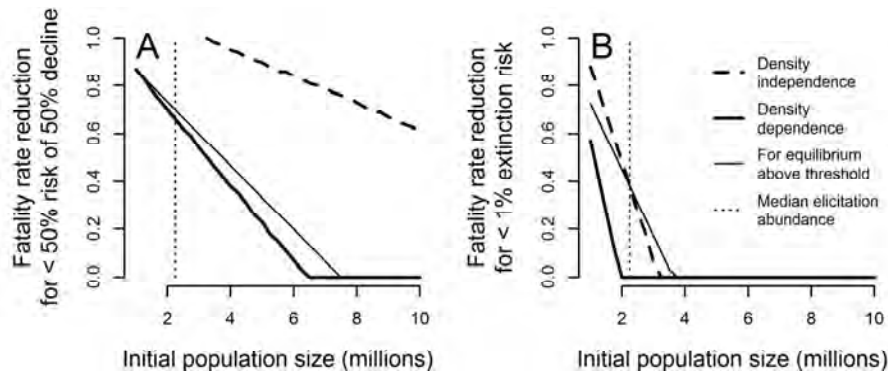 A
Fatality rate reduction
for < 50% risk of 50% decline
1.0
0.8
0.6
0.4
0.2
0.0
2 4 6 8 10
Initial population size (millions)
B
Fatality rate reduction
for < 1% extinction risk
1.0
0.8
0.6
0.4
0.2
0.0
2 4 6 8 10
Initial population size (millions)
Density
independence
Density
dependence
For equilibrium
above threshold
Median elicitation
abundance